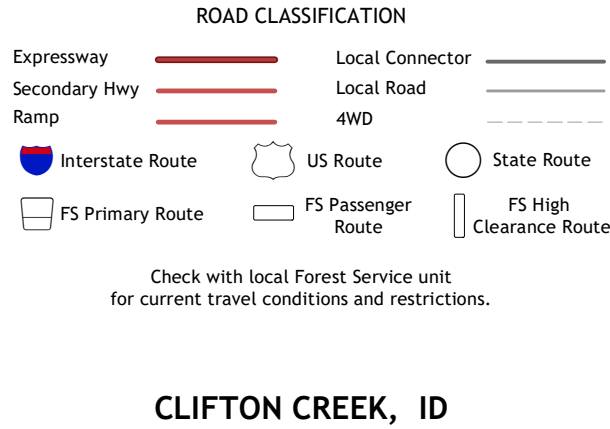 ROAD CLASSIFICATION
Expressway
Local Connector
Secondary Hwy
Local Road
Ramp
4WD
Interstate Route
US Route
State Route
FS Primary Route
FS Passenger
Route
FS High
Clearance Route
Check with local Forest Service unit
for current travel conditions and restrictions.
CLIFTON CREEK, ID